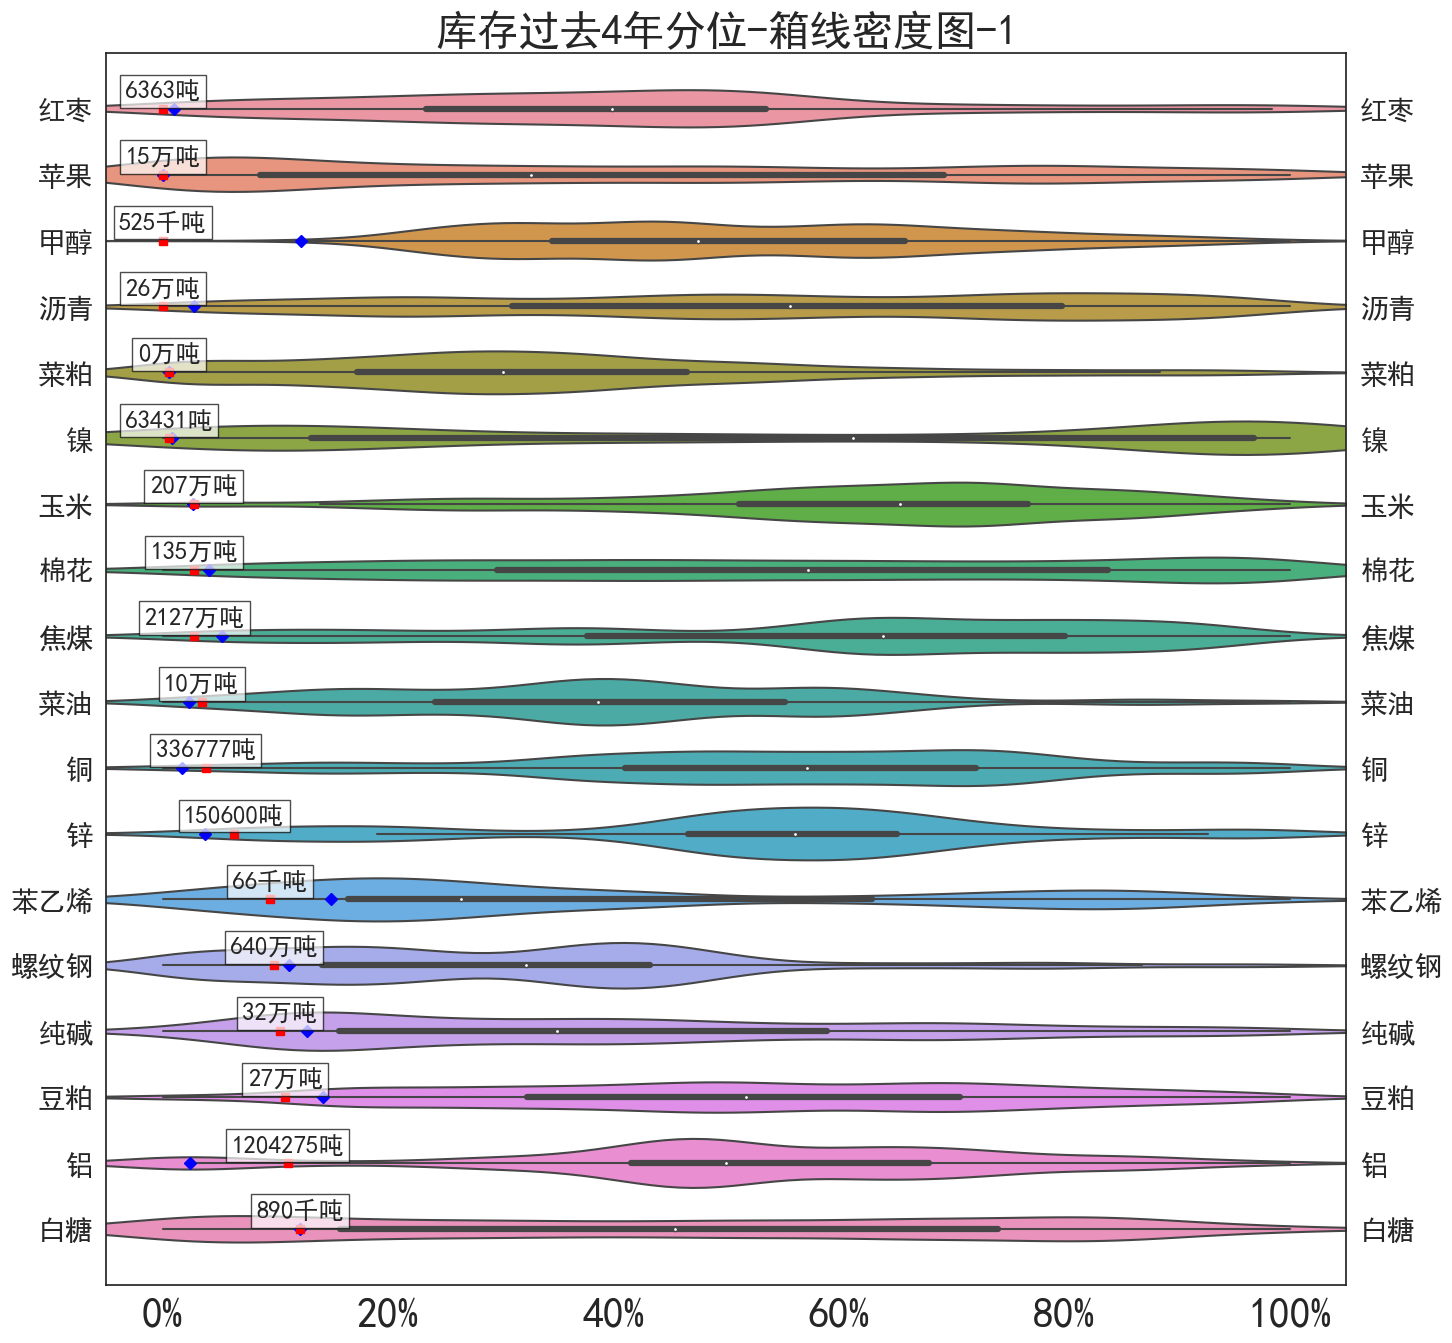 库存过去4年分位-箱线密度图-1
红枣 6363吨 红枣
苹果 15万吨 苹果
甲醇 525千吨 甲醇
沥青 26万吨 沥青
菜粕 0万吨 菜粕
镍 63431吨 镍
玉米 207万吨 玉米
棉花 135万吨 棉花
焦煤 2127万吨 焦煤
菜油 10万吨 菜油
铜 336777吨 铜
锌 150600吨 锌
苯乙烯 66千吨 苯乙烯
螺纹钢 640万吨 螺纹钢
纯碱 32万吨 纯碱
豆粕 27万吨 豆粕
铝 1204275吨 铝
白糖 890千吨 白糖
0% 20% 40% 60% 80% 100%